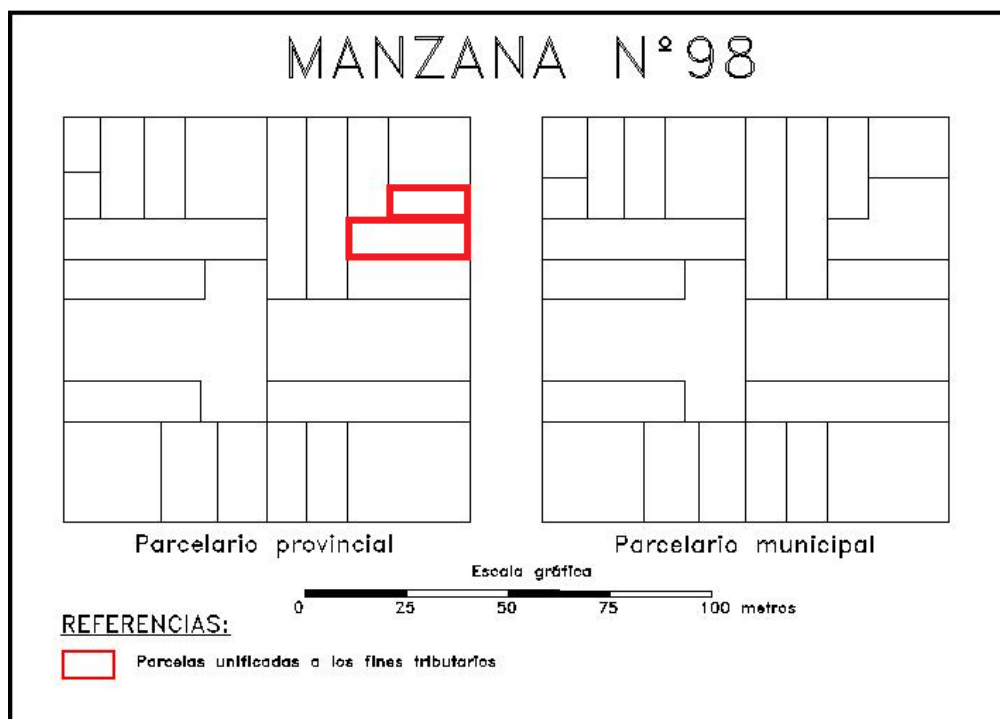 MANZANA Nº98
Parcelario provincial
Parcelario municipal
Escala gráfica
0 25 50 75 100 metros
REFERENCIAS:
Parcelas unificadas a los fines tributarios